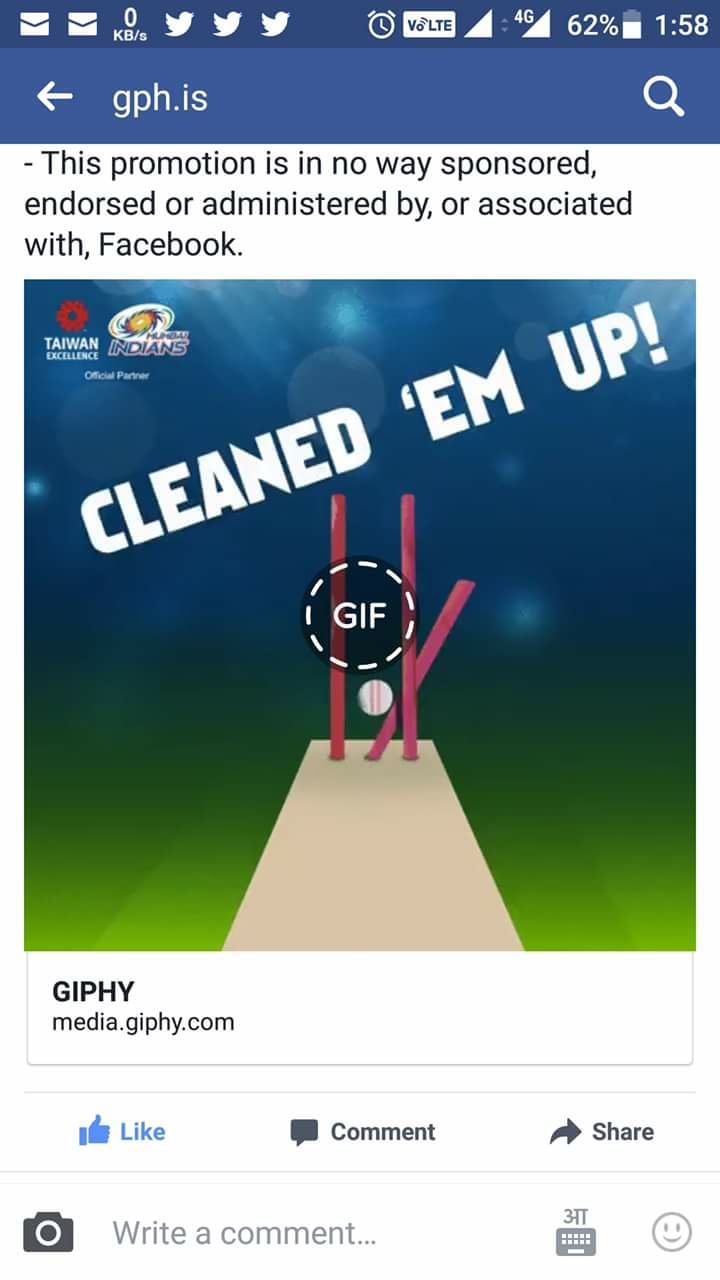 0
KB/s
VoLTE
4G
62%
1:58
gph.is
- This promotion is in no way sponsored,
endorsed or administered by, or associated
with, Facebook.
TAIWAN
EXCELLENCE
MUMBAI
INDIANS
Official Partner
CLEANED 'EM UP!
GIF
GIPHY
media.giphy.com
Like
Comment
Share
Write a comment...
आ